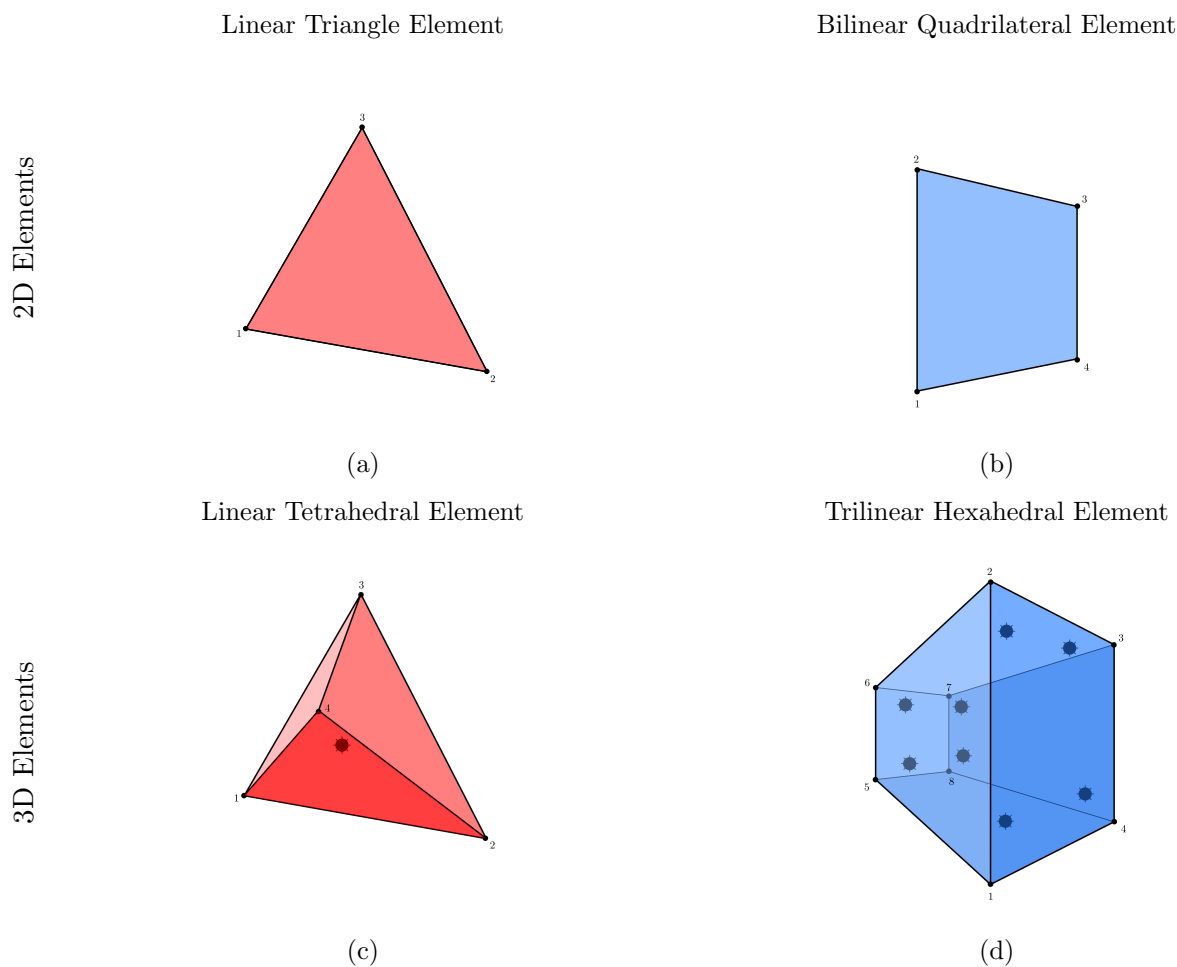 Linear Triangle Element
Bilinear Quadrilateral Element
2D Elements
3
1
2
2
3
4
1
(a)
(b)
Linear Tetrahedral Element
Trilinear Hexahedral Element
3D Elements
3
4
1
2
2
3
6
7
5
8
4
1
(c)
(d)